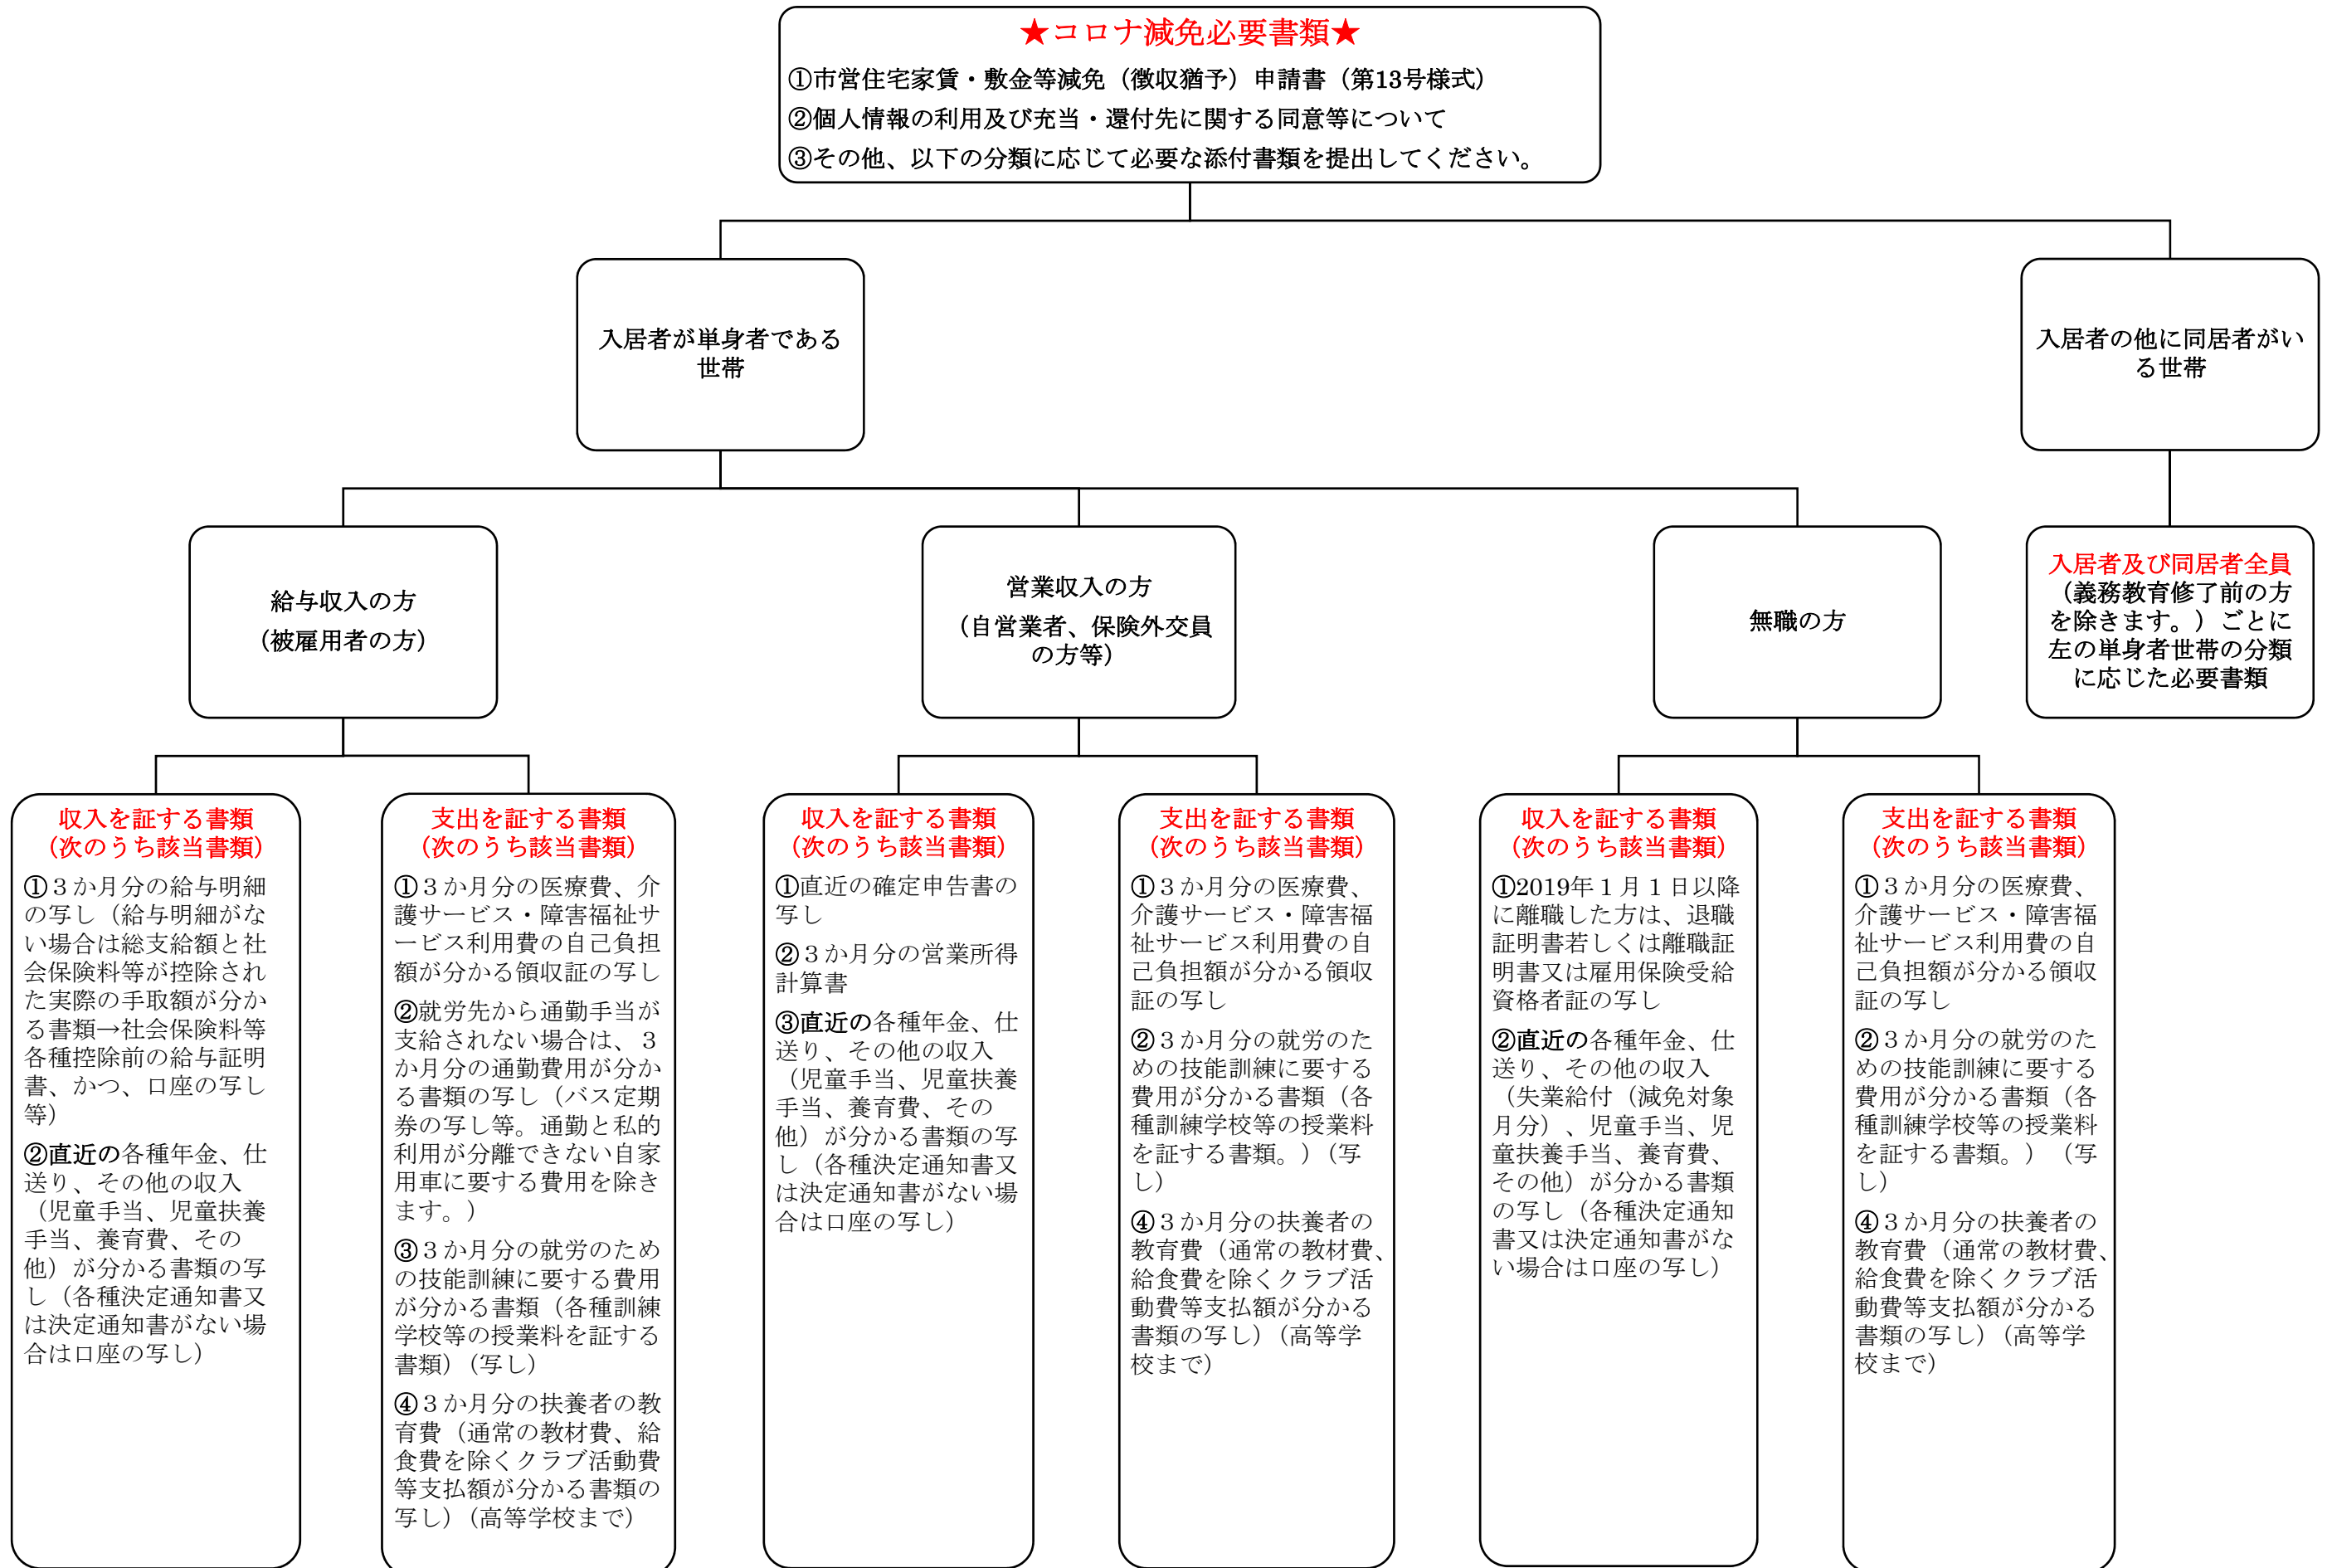 ★コロナ減免必要書類★
①市営住宅家賃・敷金等減免（徴収猶予）申請書（第13号様式）
②個人情報の利用及び充当・還付先に関する同意等について
③その他、以下の分類に応じて必要な添付書類を提出してください。
入居者が単身者である
世帯
入居者の他に同居者がい
る世帯
給与収入の方
（被雇用者の方）
営業収入の方
（自営業者、保険外交員
の方等）
無職の方
入居者及び同居者全員
（義務教育修了前の方
を除きます。）ごとに
左の単身者世帯の分類
に応じた必要書類
収入を証する書類
（次のうち該当書類）
①３か月分の給与明細
の写し（給与明細がな
い場合は総支給額と社
会保険料等が控除され
た実際の手取額が分か
る書類→社会保険料等
各種控除前の給与証明
書、かつ、口座の写し
等）
②直近の各種年金、仕
送り、その他の収入
（児童手当、児童扶養
手当、養育費、その
他）が分かる書類の写
し（各種決定通知書又
は決定通知書がない場
合は口座の写し）
支出を証する書類
（次のうち該当書類）
①３か月分の医療費、介
護サービス・障害福祉サ
ービス利用費の自己負担
額が分かる領収証の写し
②就労先から通勤手当が
支給されない場合は、３
か月分の通勤費用が分か
る書類の写し（バス定期
券の写し等。通勤と私的
利用が分離できない自家
用車に要する費用を除き
ます。）
③３か月分の就労のため
の技能訓練に要する費用
が分かる書類（各種訓練
学校等の授業料を証する
書類）（写し）
④３か月分の扶養者の教
育費（通常の教材費、給
食費を除くクラブ活動費
等支払額が分かる書類の
写し）（高等学校まで）
収入を証する書類
（次のうち該当書類）
①直近の確定申告書の
写し
②３か月分の営業所得
計算書
③直近の各種年金、仕
送り、その他の収入
（児童手当、児童扶養
手当、養育費、その
他）が分かる書類の写
し（各種決定通知書又
は決定通知書がない場
合は口座の写し）
支出を証する書類
（次のうち該当書類）
①３か月分の医療費、
介護サービス・障害福
祉サービス利用費の自
己負担額が分かる領収
証の写し
②３か月分の就労のた
めの技能訓練に要する
費用が分かる書類（各
種訓練学校等の授業料
を証する書類。）（写
し）
④３か月分の扶養者の
教育費（通常の教材費、
給食費を除くクラブ活
動費等支払額が分かる
書類の写し）（高等学
校まで）
収入を証する書類
（次のうち該当書類）
①2019年１月１日以降
に離職した方は、退職
証明書若しくは離職証
明書又は雇用保険受給
資格者証の写し
②直近の各種年金、仕
送り、その他の収入
（失業給付（減免対象
月分）、児童手当、児
童扶養手当、養育費、
その他）が分かる書類
の写し（各種決定通知
書又は決定通知書がな
い場合は口座の写し）
支出を証する書類
（次のうち該当書類）
①３か月分の医療費、
介護サービス・障害福
祉サービス利用費の自
己負担額が分かる領収
証の写し
②３か月分の就労のた
めの技能訓練に要する
費用が分かる書類（各
種訓練学校等の授業料
を証する書類。）（写
し）
④３か月分の扶養者の
教育費（通常の教材費、
給食費を除くクラブ活
動費等支払額が分かる
書類の写し）（高等学
校まで）